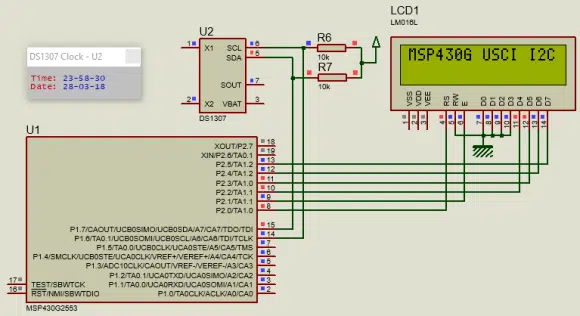 LCD1
LM016L
MSP430G USCI I2C
VSS
VDD
VEE
RS
RW
E
D0
D1
D2
D3
D4
D5
D6
D7
1
2
3
4
5
6
7
8
9
10
11
12
13
14
DS1307 Clock - U2
Time: 23-58-30
Date: 28-03-18
U2
1 X1
SCL 6
SDA 5
SOUT 7
2 X2
VBAT 3
DS1307
R6
10k
R7
10k
U1
XOUT/P2.7 18
XIN/P2.6/TA0.1 19
P2.5/TA1.2 13
P2.4/TA1.2 12
P2.3/TA1.0 11
P2.2/TA1.1 10
P2.1/TA1.1 9
P2.0/TA1.0 8
P1.7/CAOUT/UCB0SIMO/UCB0SDA/A7/CA7/TDO/TDI 15
P1.6/TA0.1/UCB0SOMI/UCB0SCL/A6/CA6/TDI/TCLK 14
P1.5/TA0.0/UCB0CLK/UCA0STE/A5/CA5/TMS 7
P1.4/SMCLK/UCB0STE/UCA0CLK/VREF+/VEREF+/A4/CA4/TCK 6
P1.3/ADC10CLK/CAOUT/VREF-/VEREF-/A3/CA3 5
P1.2/TA0.1/UCA0TXD/UCA0SIMO/A2/CA2 4
17 TEST/SBWTCK
P1.1/TA0.0/UCA0RXD/UCA0SOMI/A1/CA1 3
16 RST/NMI/SBWTDIO
P1.0/TA0CLK/ACLK/A0/CA0 2
MSP430G2553